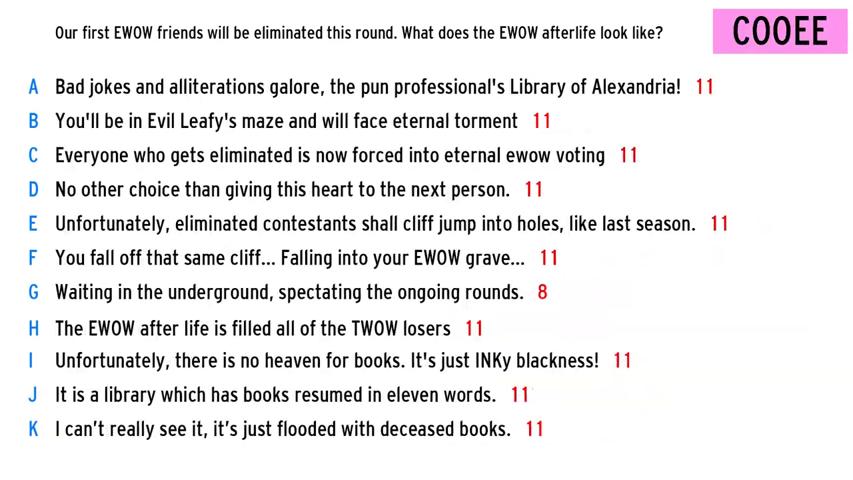 Our first EWOW friends will be eliminated this round. What does the EWOW afterlife look like?
COOEE
A Bad jokes and alliterations galore, the pun professional's Library of Alexandria! 11
B You'll be in Evil Leafy's maze and will face eternal torment 11
C Everyone who gets eliminated is now forced into eternal ewow voting 11
D No other choice than giving this heart to the next person. 11
E Unfortunately, eliminated contestants shall cliff jump into holes, like last season. 11
F You fall off that same cliff... Falling into your EWOW grave... 11
G Waiting in the underground, spectating the ongoing rounds. 8
H The EWOW after life is filled all of the TWOW losers 11
I Unfortunately, there is no heaven for books. It's just INKy blackness! 11
J It is a library which has books resumed in eleven words. 11
K I can’t really see it, it’s just flooded with deceased books. 11